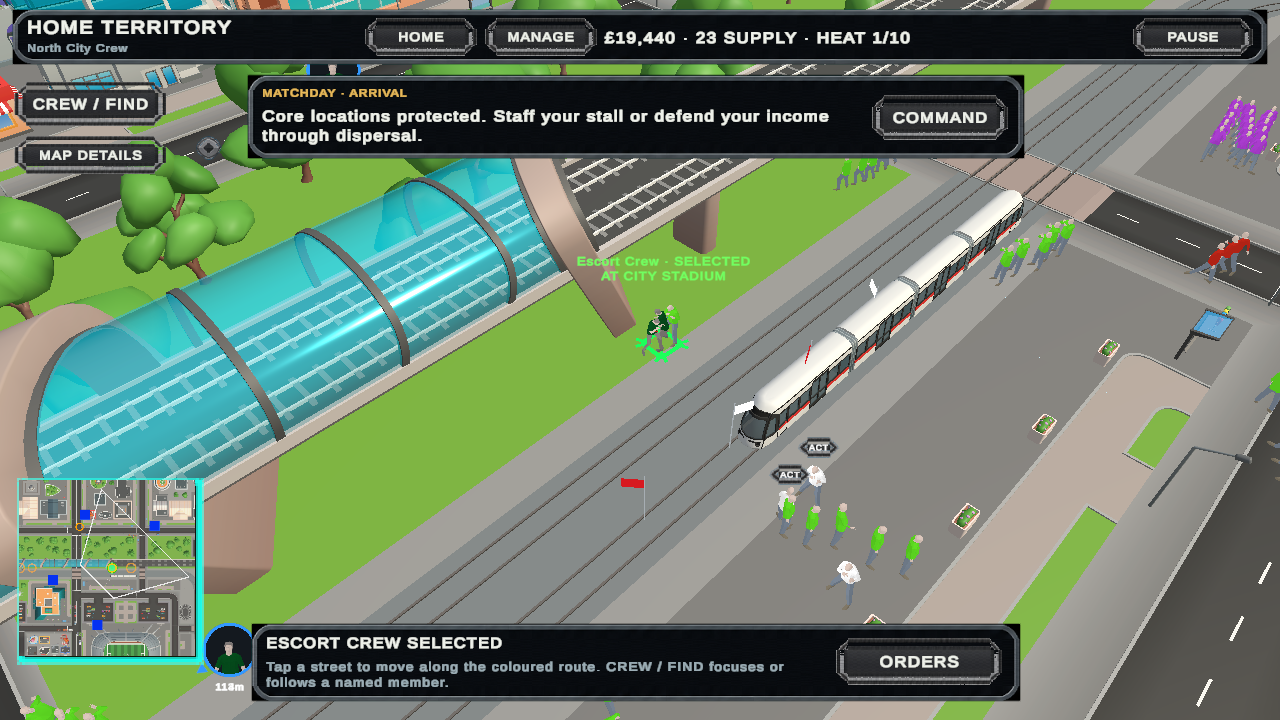 HOME TERRITORY
North City Crew
HOME
MANAGE
£19,440 · 23 SUPPLY · HEAT 1/10
PAUSE
CREW / FIND
MAP DETAILS
MATCHDAY · ARRIVAL
Core locations protected. Staff your stall or defend your income
through dispersal.
COMMAND
Escort Crew · SELECTED
AT CITY STADIUM
ACT
ACT
118m
ESCORT CREW SELECTED
Tap a street to move along the coloured route. CREW / FIND focuses or
follows a named member.
ORDERS